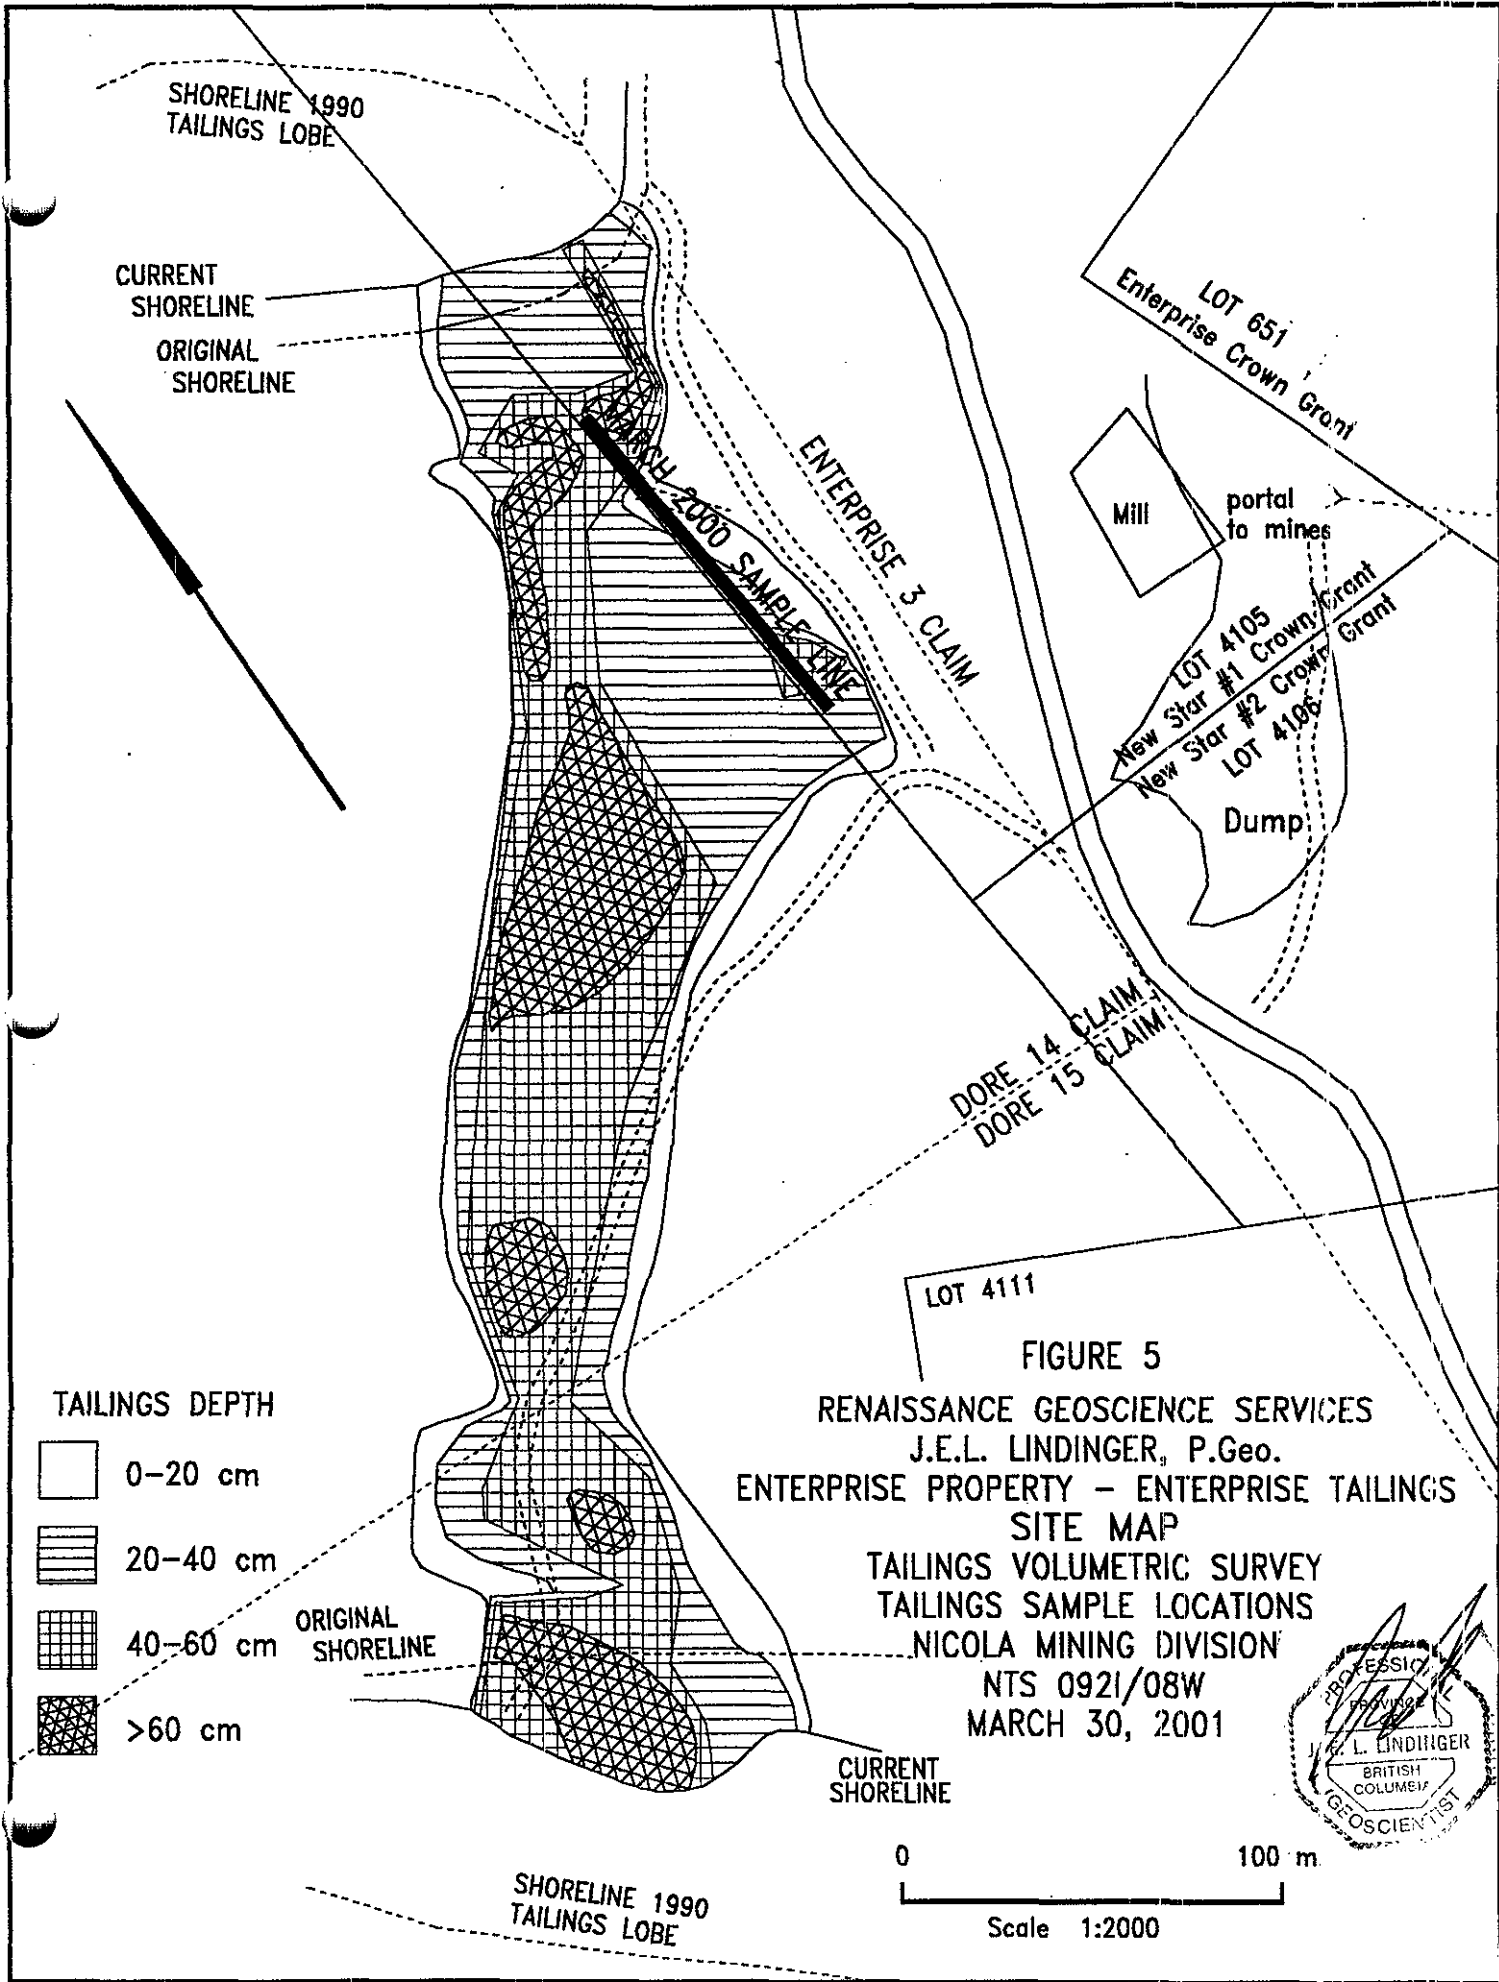 SHORELINE 1990
TAILINGS LOBE
CURRENT
SHORELINE
ORIGINAL
SHORELINE
MARCH 2000 SAMPLE LINE
ENTERPRISE 3 CLAIM
LOT 651
Enterprise Crown Grant
Mill
portal
to mines
LOT 4105
New Star #1 Crown Grant
New Star #2 Crown Grant
LOT 4106
Dump
DORE 14 CLAIM
DORE 15 CLAIM
LOT 4111
FIGURE 5
RENAISSANCE GEOSCIENCE SERVICES
J.E.L. LINDINGER, P.Geo.
ENTERPRISE PROPERTY – ENTERPRISE TAILINGS
SITE MAP
TAILINGS VOLUMETRIC SURVEY
TAILINGS SAMPLE LOCATIONS
NICOLA MINING DIVISION
NTS 092I/08W
MARCH 30, 2001
TAILINGS DEPTH
0-20 cm
20-40 cm
40-60 cm
>60 cm
ORIGINAL
SHORELINE
CURRENT
SHORELINE
SHORELINE 1990
TAILINGS LOBE
0 100 m
Scale 1:2000
PROVINCE
L. LINDINGER
BRITISH
COLUMBIA
GEOSCIENTIST